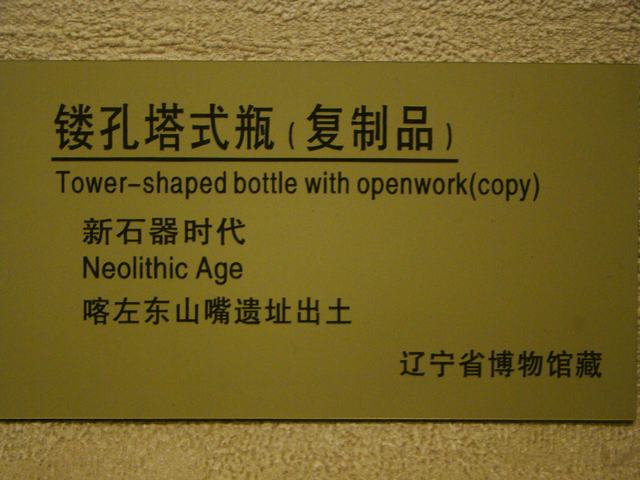 镂孔塔式瓶(复制品)
Tower-shaped bottle with openwork(copy)
新石器时代
Neolithic Age
喀左东山嘴遗址出土
辽宁省博物馆藏